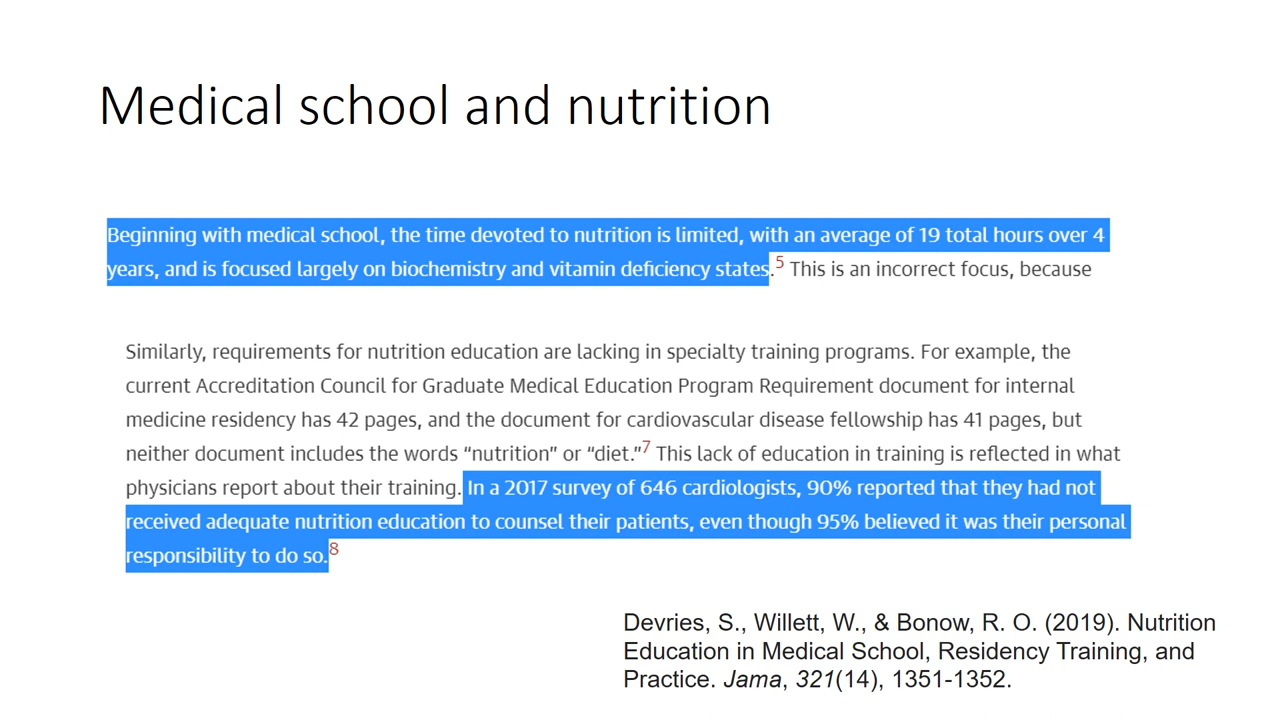 Medical school and nutrition
Beginning with medical school, the time devoted to nutrition is limited, with an average of 19 total hours over 4
years, and is focused largely on biochemistry and vitamin deficiency states.5 This is an incorrect focus, because
Similarly, requirements for nutrition education are lacking in specialty training programs. For example, the
current Accreditation Council for Graduate Medical Education Program Requirement document for internal
medicine residency has 42 pages, and the document for cardiovascular disease fellowship has 41 pages, but
neither document includes the words “nutrition” or “diet.”7 This lack of education in training is reflected in what
physicians report about their training. In a 2017 survey of 646 cardiologists, 90% reported that they had not
received adequate nutrition education to counsel their patients, even though 95% believed it was their personal
responsibility to do so.8
Devries, S., Willett, W., & Bonow, R. O. (2019). Nutrition
Education in Medical School, Residency Training, and
Practice. Jama, 321(14), 1351-1352.